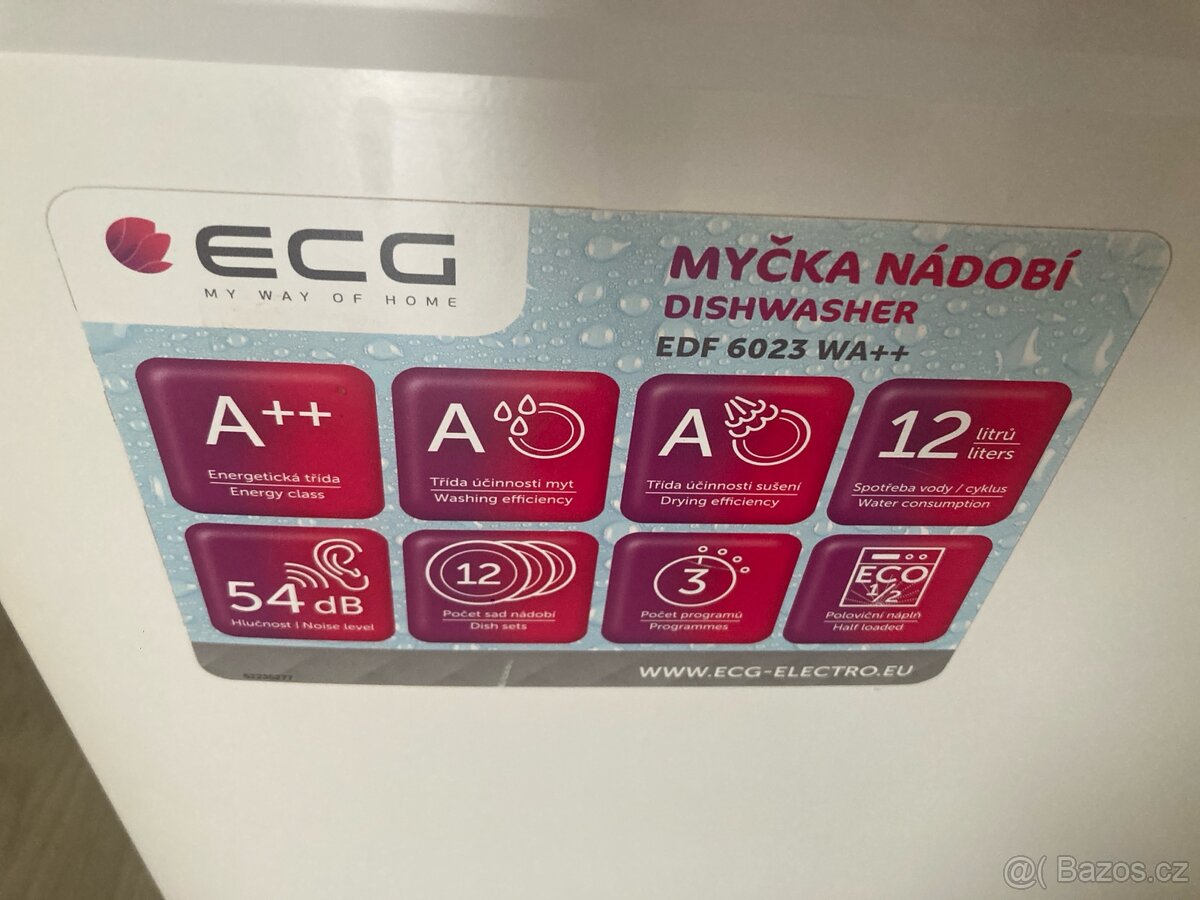 ECG
MY WAY OF HOME
MYČKA NÁDOBÍ
DISHWASHER
EDF 6023 WA++
A++
Energetická třída
Energy class
A
Třída účinnosti myt
Washing efficiency
A
Třída účinnosti sušení
Drying efficiency
12 litrů
liters
Spotřeba vody / cyklus
Water consumption
54 dB
Hlučnost | Noise level
12
Počet sad nádobí
Dish sets
3
Počet programů
Programmes
ECO
1/2
Poloviční náplň
Half loaded
52235277
WWW.ECG-ELECTRO.EU
@( Bazos.cz